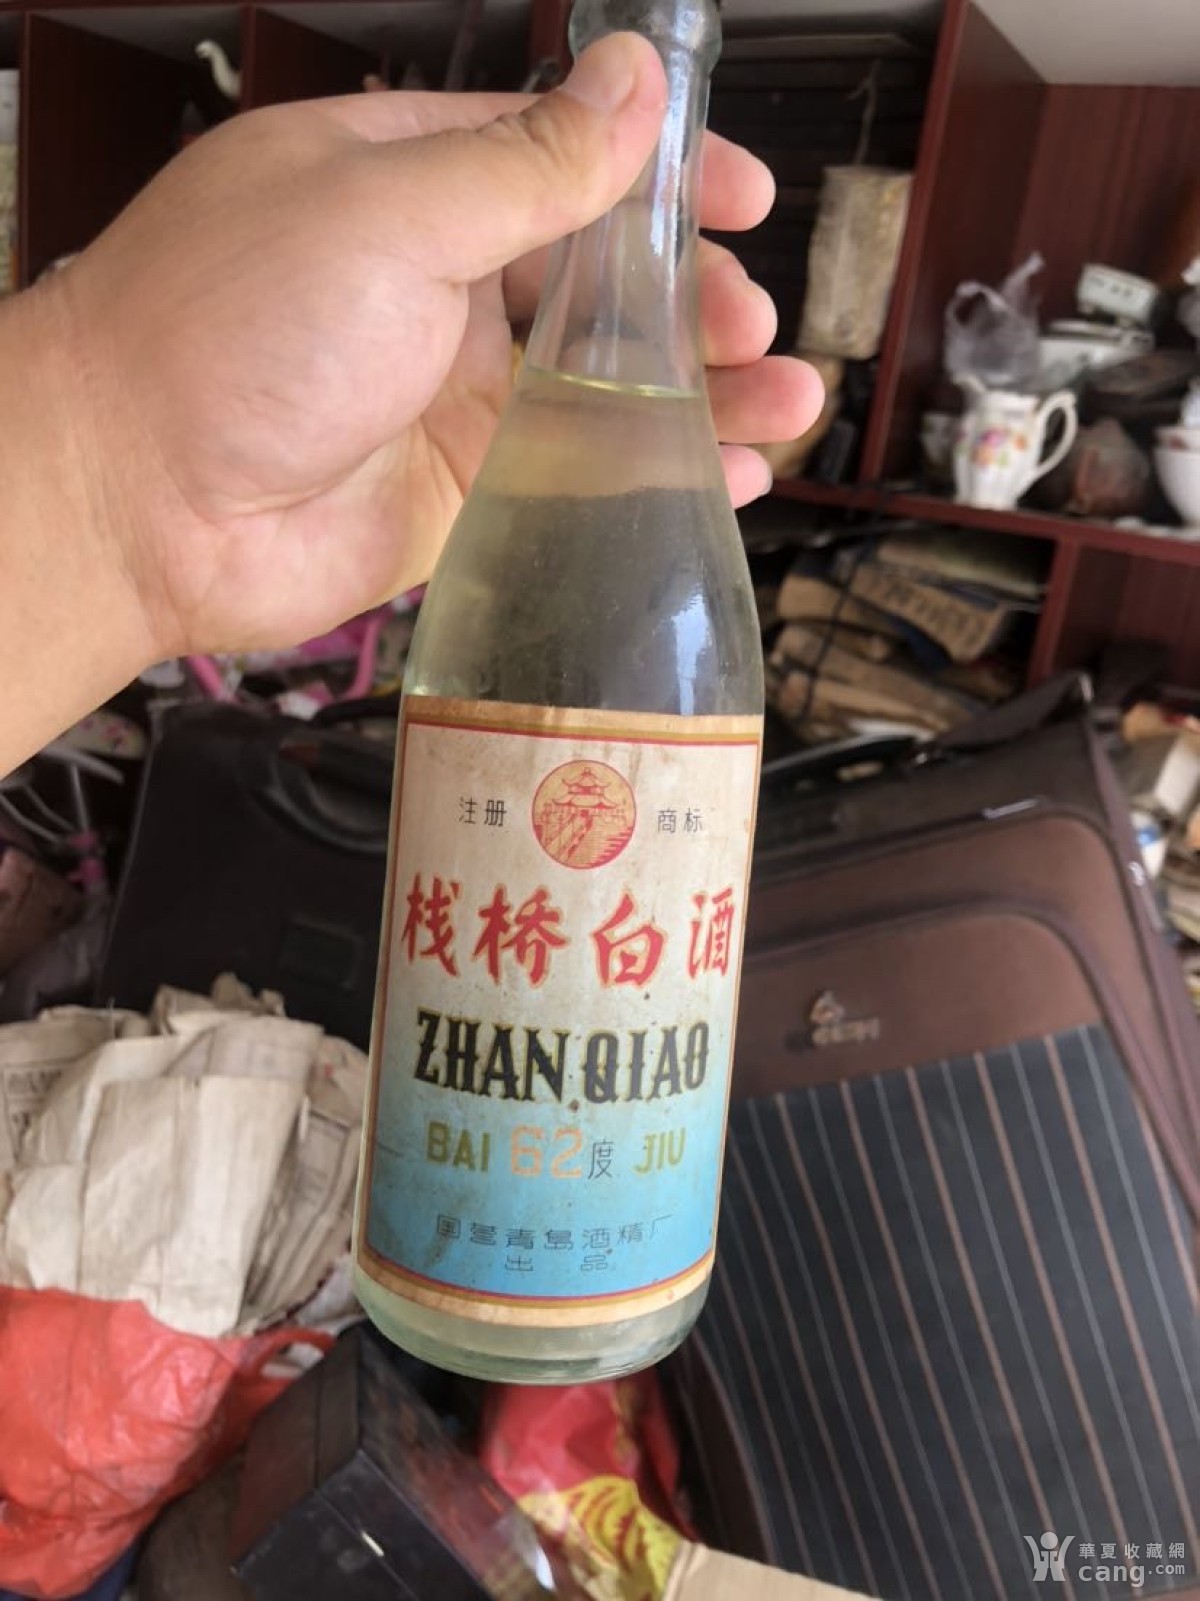 注册 商标
栈桥白酒
ZHAN QIAO
BAI 62度 JIU
国营青岛酒精厂
出品
華夏收藏網
cang.com